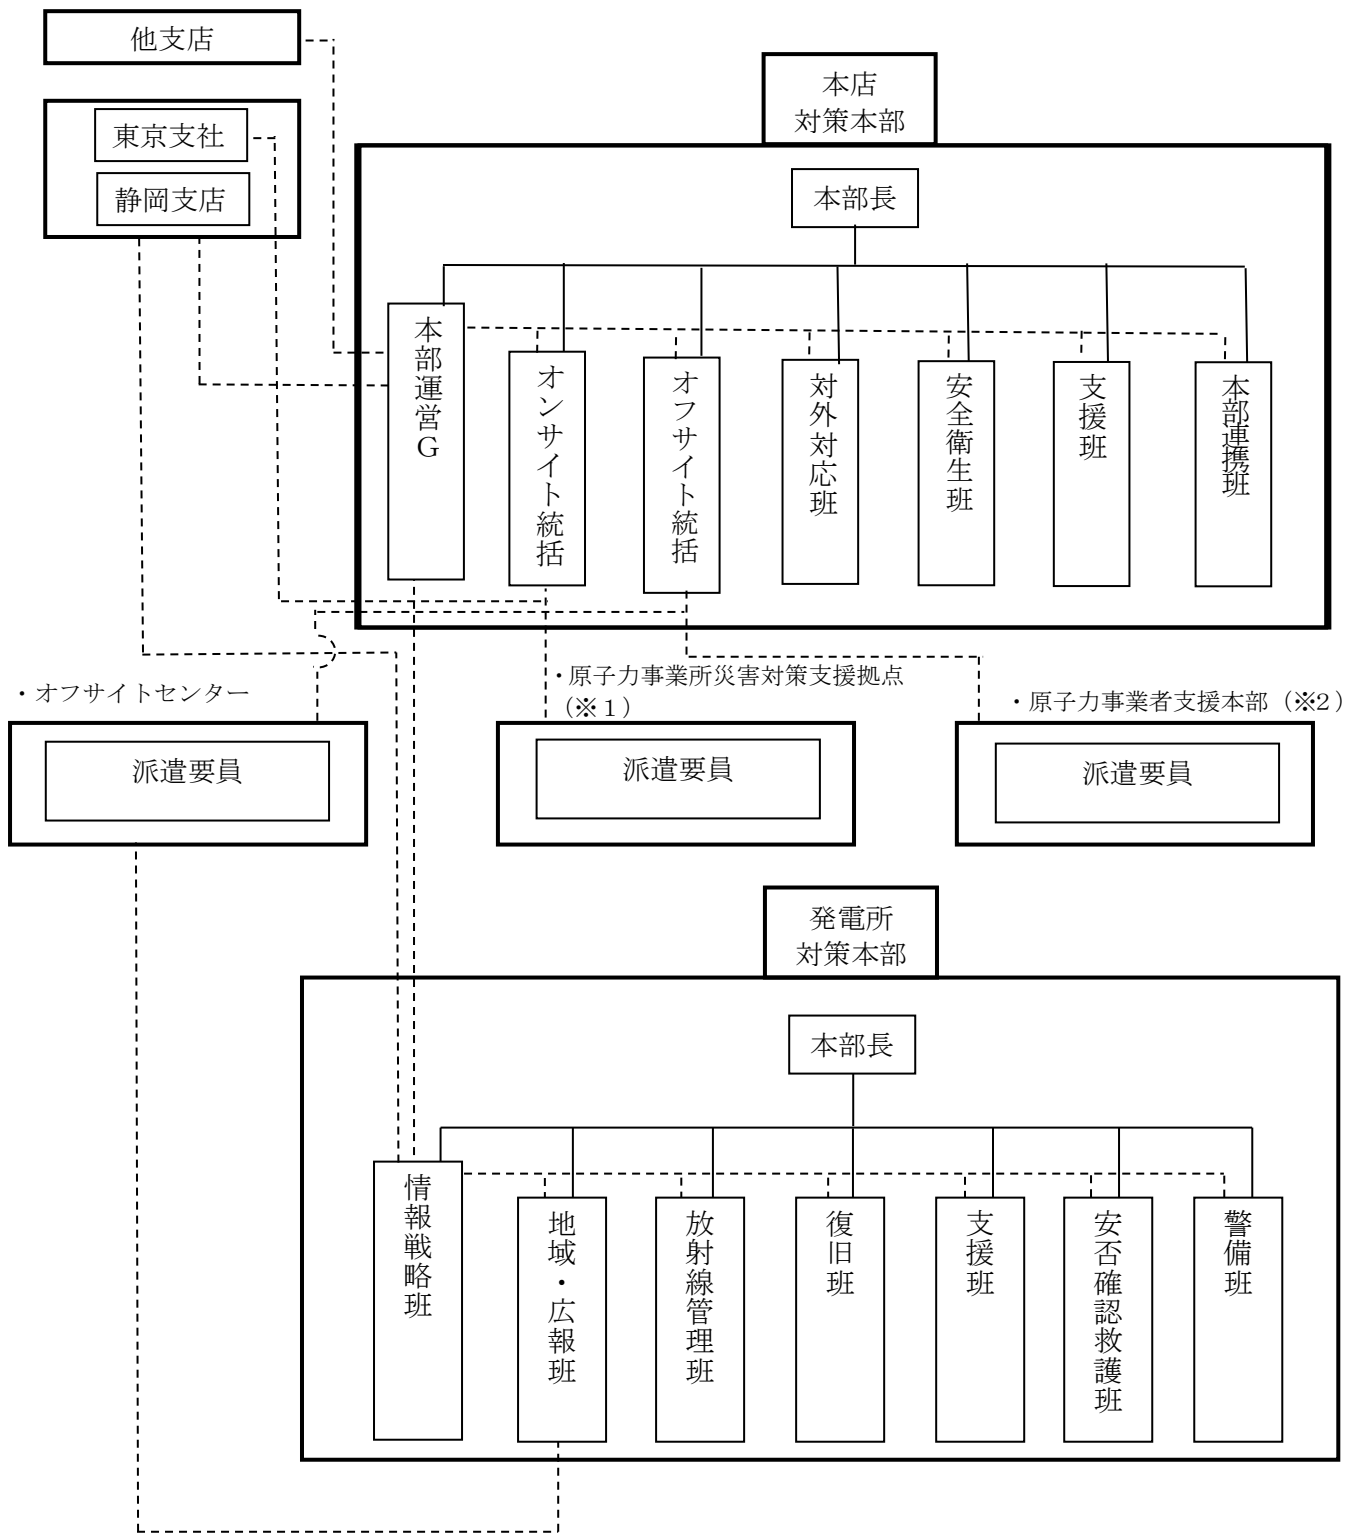 他支店
東京支社
静岡支店
本店
対策本部
本部長
本部運営G
オンサイト統括
オフサイト統括
対外対応班
安全衛生班
支援班
本部連携班
・オフサイトセンター
派遣要員
・原子力事業所災害対策支援拠点
（※１）
派遣要員
・原子力事業者支援本部（※２）
派遣要員
発電所
対策本部
本部長
情報戦略班
地域・広報班
放射線管理班
復旧班
支援班
安否確認救護班
警備班